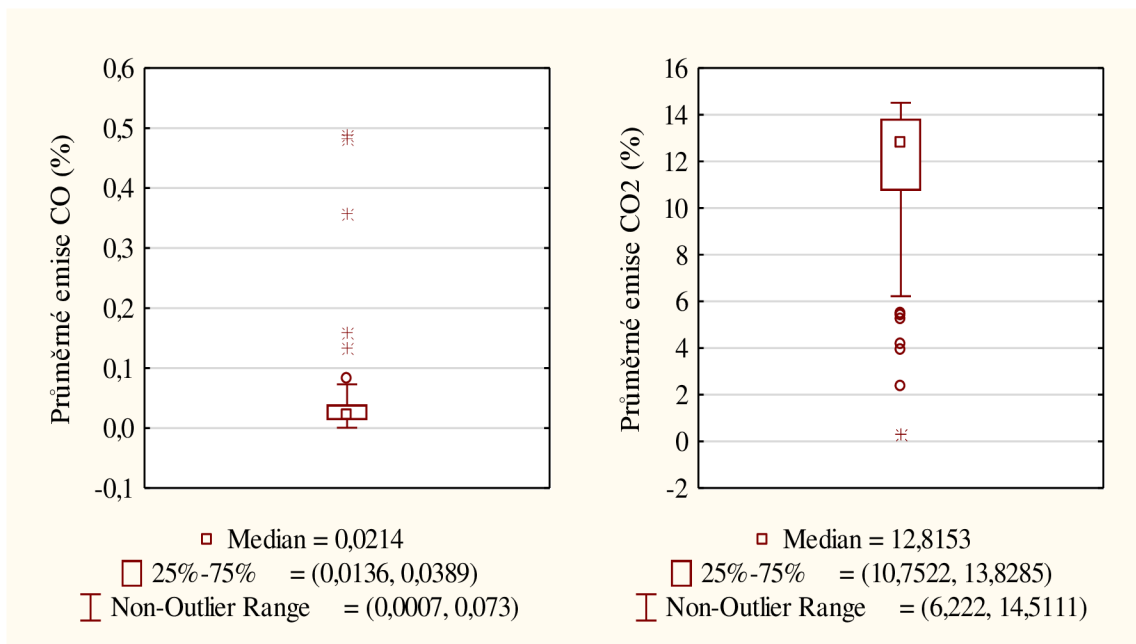 Průměrné emise CO (%)
0,6
0,5
0,4
0,3
0,2
0,1
0,0
-0,1
Median = 0,0214
25%-75% = (0,0136, 0,0389)
Non-Outlier Range = (0,0007, 0,073)
Průměrné emise CO2 (%)
16
14
12
10
8
6
4
2
0
-2
Median = 12,8153
25%-75% = (10,7522, 13,8285)
Non-Outlier Range = (6,222, 14,5111)